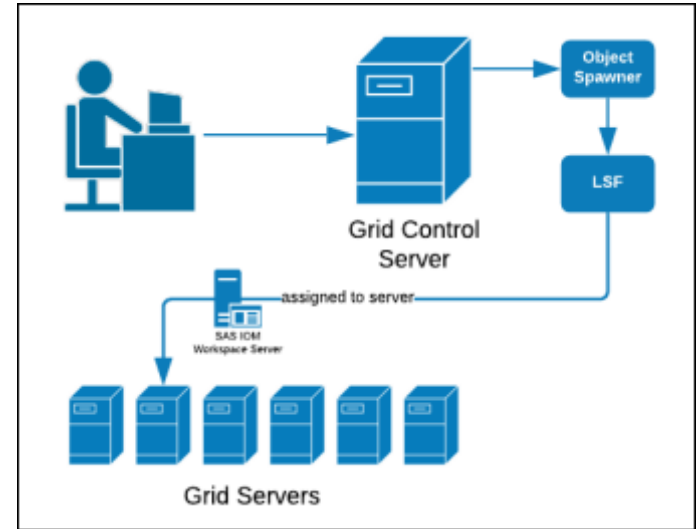 Object
Spawner
LSF
Grid Control
Server
assigned to server
SAS IOM
Workspace Server
Grid Servers